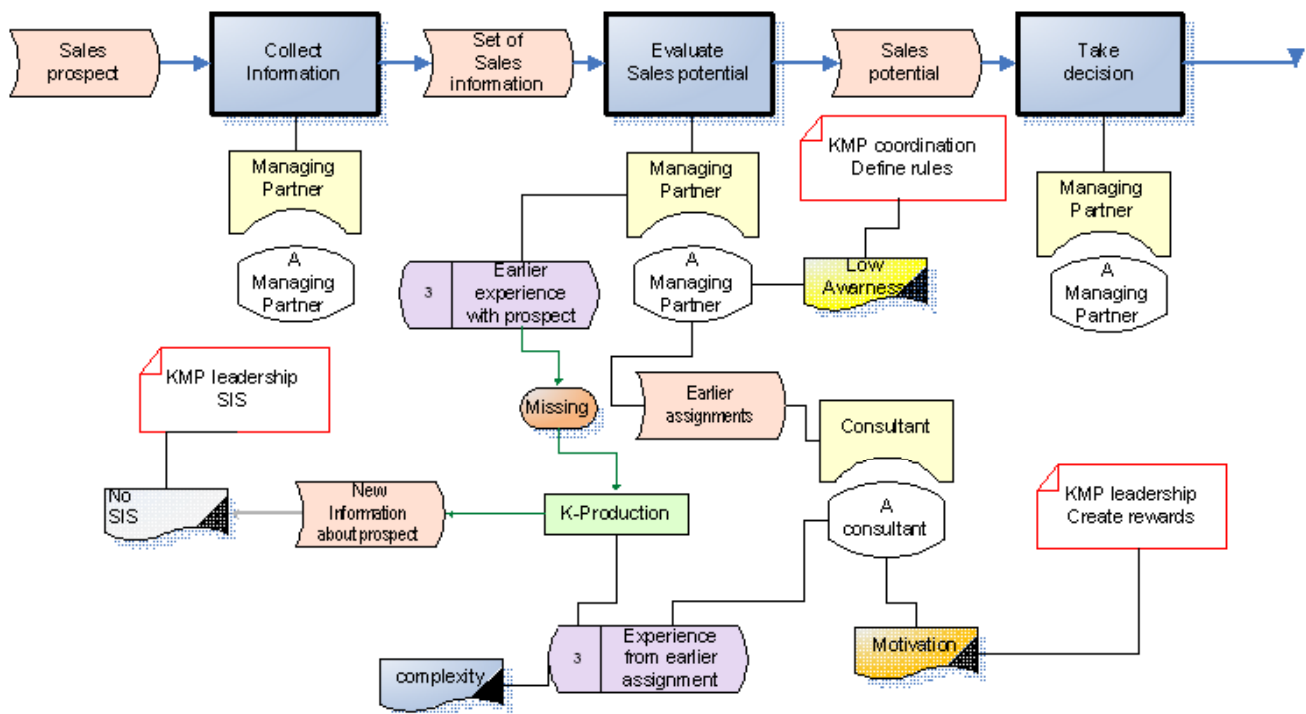 Sales
prospect
Collect
Information
Set of
Sales
information
Evaluate
Sales potential
Sales
potential
Take
decision
Managing
Partner
A
Managing
Partner
Managing
Partner
A
Managing
Partner
KMP coordination
Define rules
Low
Awarness
Managing
Partner
A
Managing
Partner
3
Earlier
experience
with prospect
KMP leadership
SIS
Missing
Earlier
assignments
Consultant
A
consultant
KMP leadership
Create rewards
No
SIS
New
Information
about prospect
K-Production
3
Experience
from earlier
assignment
complexity
Motivation